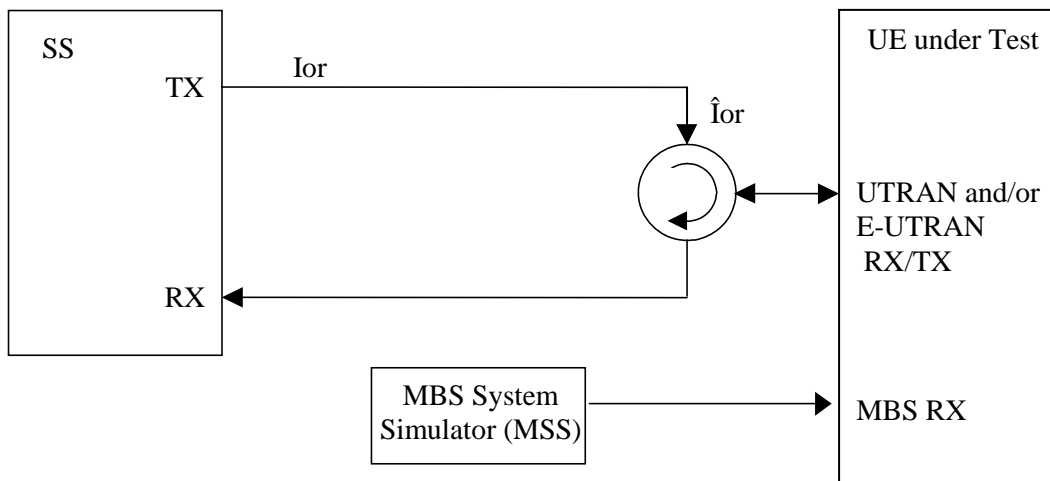 SS
UE under Test
TX
Ior
Îor
UTRAN and/or
E-UTRAN
RX/TX
RX
MBS System
Simulator (MSS)
MBS RX